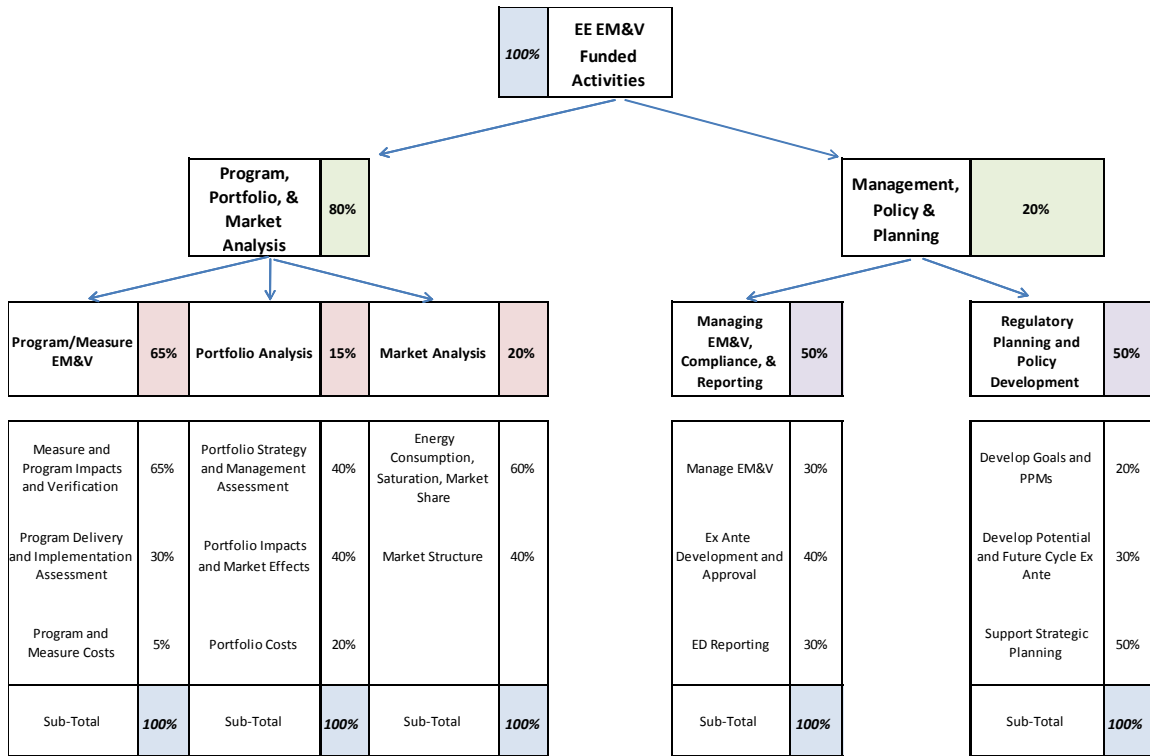 100%
EE EM&V
Funded
Activities
Program,
Portfolio, &
Market
Analysis
80%
Management,
Policy &
Planning
20%
Program/Measure
EM&V
65%
Portfolio Analysis
15%
Market Analysis
20%
Managing
EM&V,
Compliance, &
Reporting
50%
Regulatory
Planning and
Policy
Development
50%
Measure and
Program Impacts
and Verification
65%
Portfolio Strategy
and Management
Assessment
40%
Energy
Consumption,
Saturation, Market
Share
60%
Manage EM&V
30%
Develop Goals and
PPMs
20%
Program Delivery
and Implementation
Assessment
30%
Portfolio Impacts
and Market Effects
40%
Market Structure
40%
Ex Ante
Development and
Approval
40%
Develop Potential
and Future Cycle Ex
Ante
30%
Program and
Measure Costs
5%
Portfolio Costs
20%
ED Reporting
30%
Support Strategic
Planning
50%
Sub-Total
100%
Sub-Total
100%
Sub-Total
100%
Sub-Total
100%
Sub-Total
100%